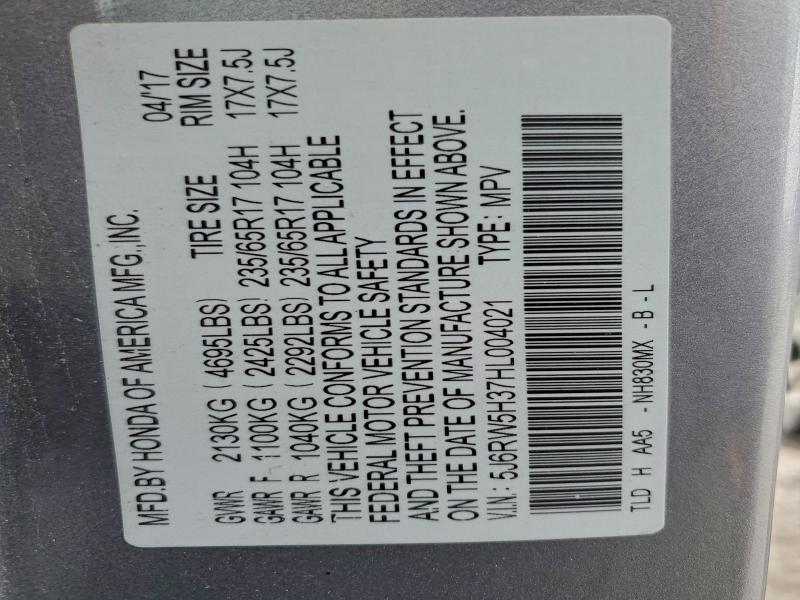 MFD.BY HONDA OF AMERICA MFG.,INC. 04/'17
GVWR 2130KG (4695LBS) TIRE SIZE RIM SIZE
GAWR F 1100KG (2425LBS) 235/65R17 104H 17X7.5J
GAWR R 1040KG (2292LBS) 235/65R17 104H 17X7.5J
THIS VEHICLE CONFORMS TO ALL APPLICABLE
FEDERAL MOTOR VEHICLE SAFETY
AND THEFT PREVENTION STANDARDS IN EFFECT
ON THE DATE OF MANUFACTURE SHOWN ABOVE.
V.I.N.: 5J6RW5H37HL004021 TYPE: MPV
TLD H AA5 - NH830MX - B - L